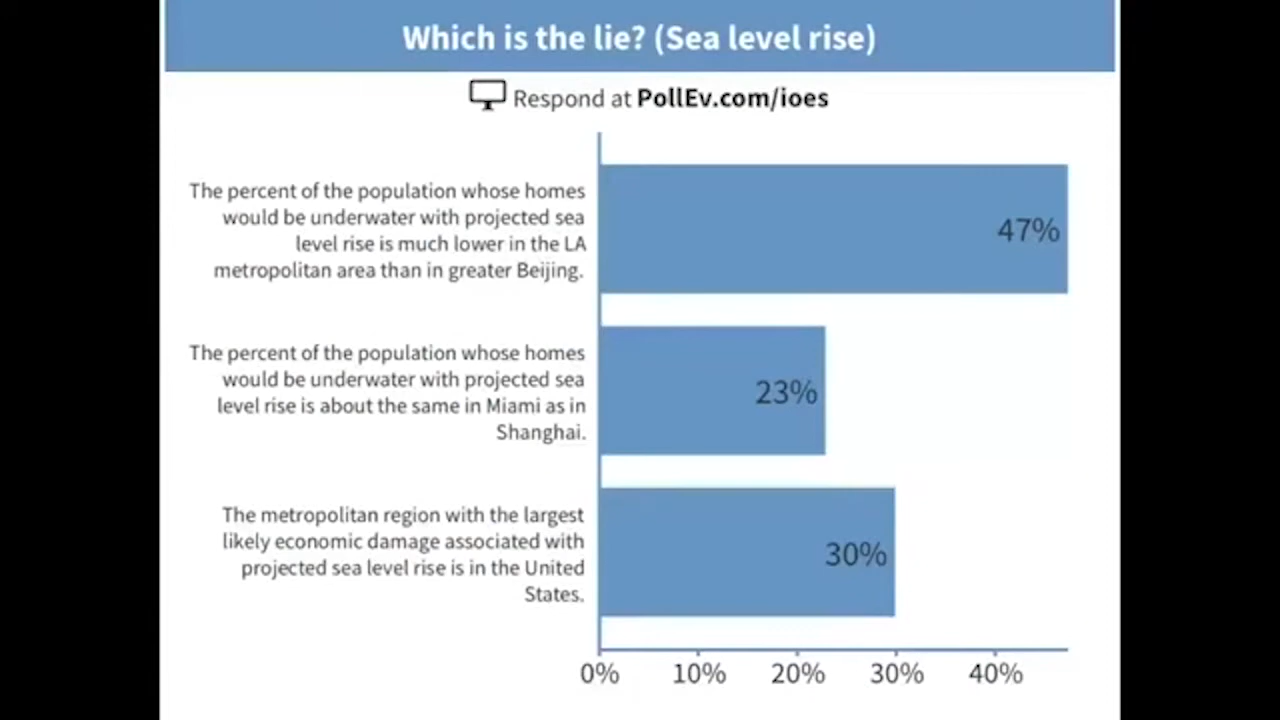 Which is the lie? (Sea level rise)
Respond at PollEv.com/ioes
The percent of the population whose homes
would be underwater with projected sea
level rise is much lower in the LA
metropolitan area than in greater Beijing.
47%
The percent of the population whose homes
would be underwater with projected sea
level rise is about the same in Miami as in
Shanghai.
23%
The metropolitan region with the largest
likely economic damage associated with
projected sea level rise is in the United
States.
30%
0% 10% 20% 30% 40%